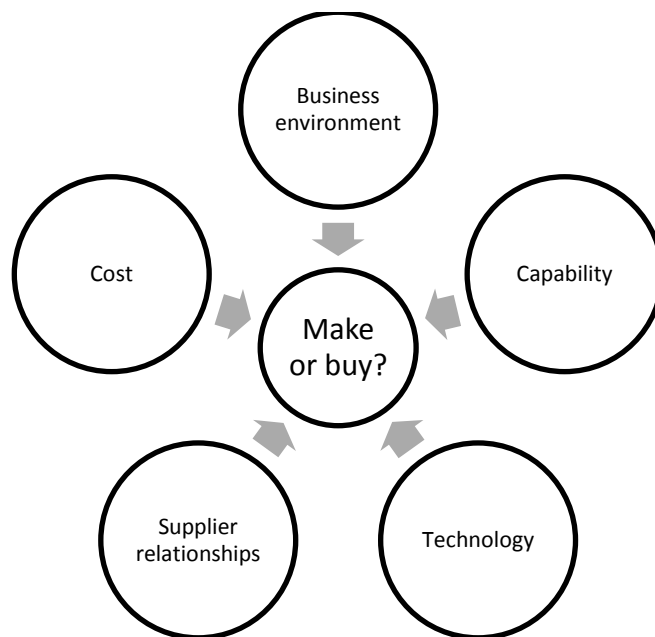 Business
environment
Cost
Capability
Make
or buy?
Supplier
relationships
Technology